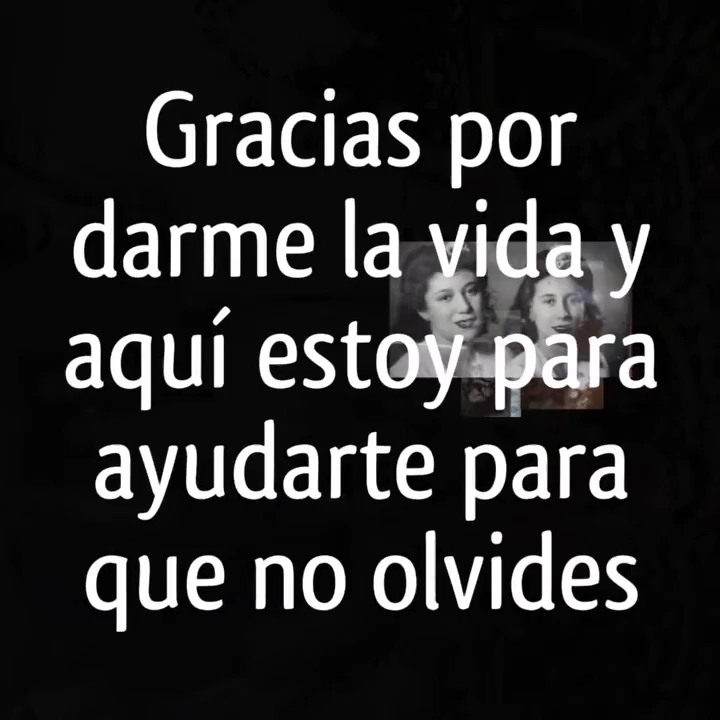 Gracias por
darme la vida y
aquí estoy para
ayudarte para
que no olvides